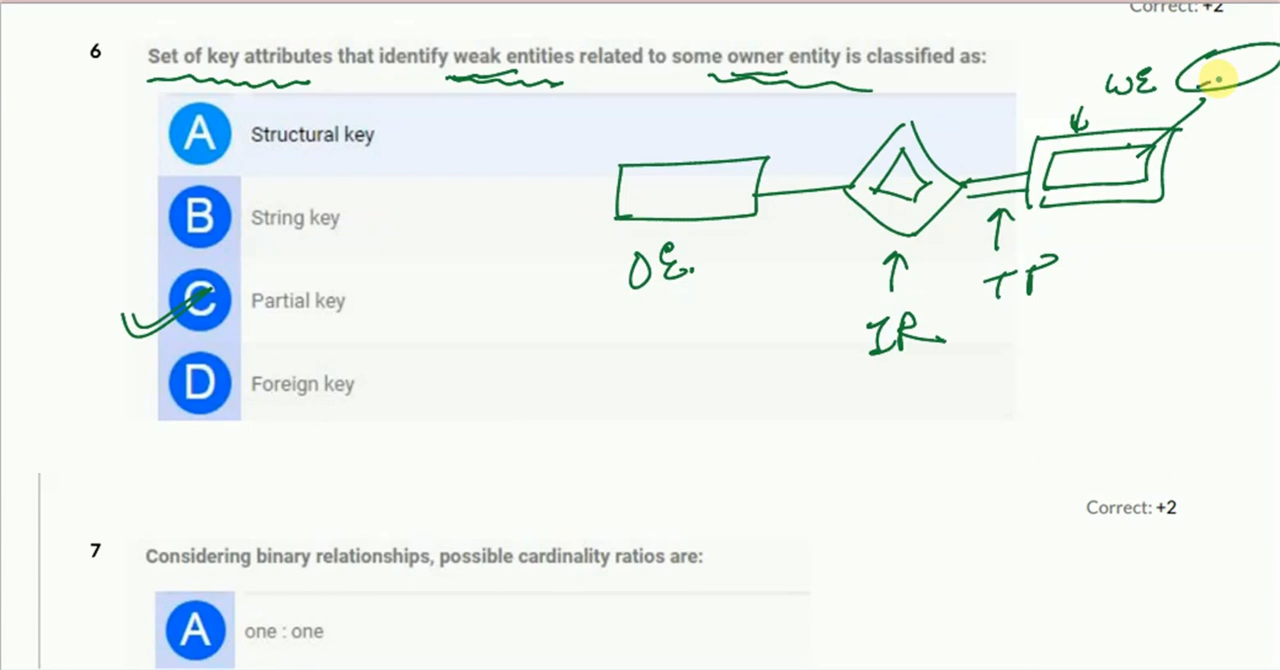 Correct: +2
6 Set of key attributes that identify weak entities related to some owner entity is classified as:
WE
A Structural key
B String key
OE.
TP
C Partial key
IR
D Foreign key
Correct: +2
7 Considering binary relationships, possible cardinality ratios are:
A one : one